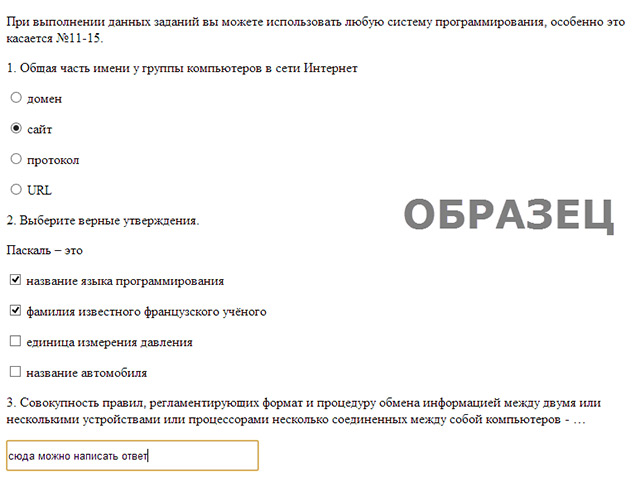 При выполнении данных заданий вы можете использовать любую систему программирования, особенно это
касается №11-15.
1. Общая часть имени у группы компьютеров в сети Интернет
домен
сайт
протокол
URL
ОБРАЗЕЦ
2. Выберите верные утверждения.
Паскаль – это
название языка программирования
фамилия известного французского учёного
единица измерения давления
название автомобиля
3. Совокупность правил, регламентирующих формат и процедуру обмена информацией между двумя или
несколькими устройствами или процессорами несколько соединенных между собой компьютеров - …
сюда можно написать ответ